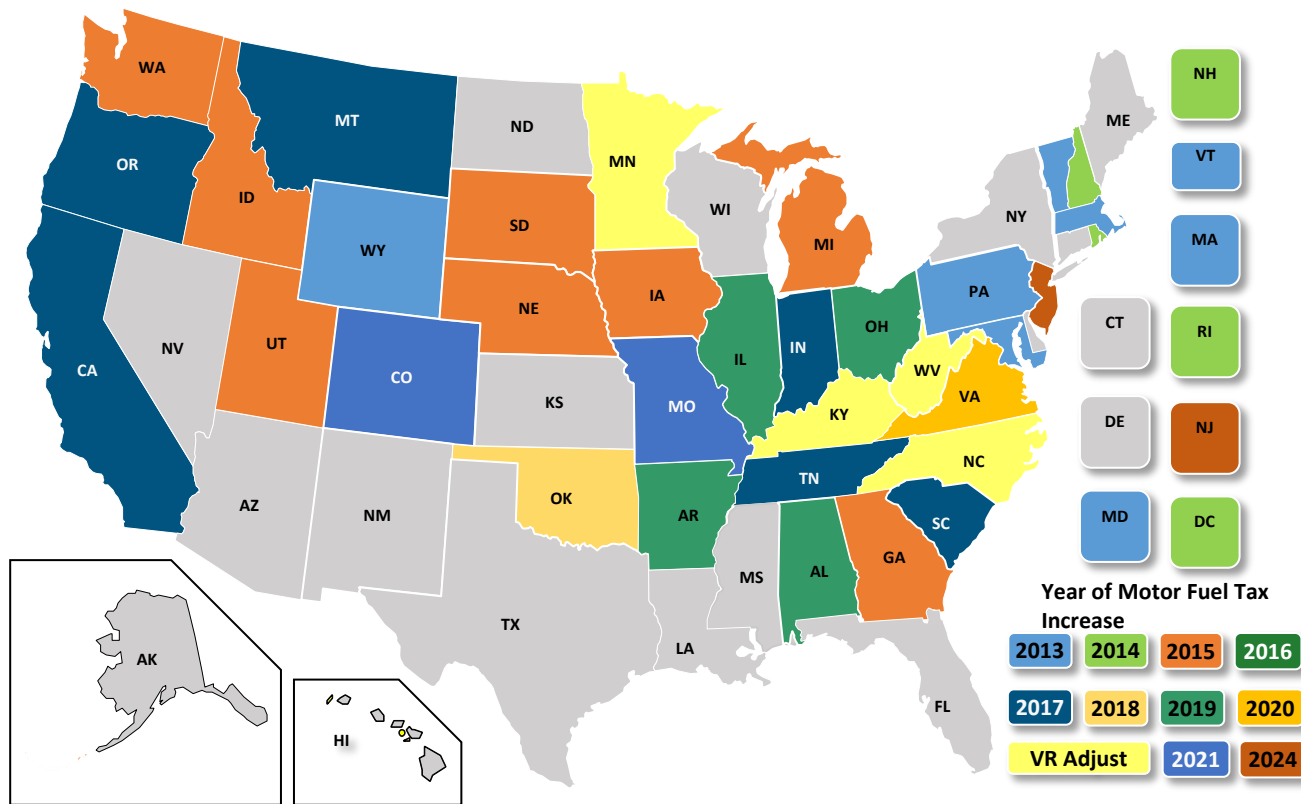 WA
MT
ND
MN
ME
NH
OR
ID
SD
WI
MI
NY
VT
WY
NE
IA
PA
MA
NV
UT
CO
IL
IN
OH
CT
RI
CA
KS
MO
KY
WV
VA
DE
NJ
AZ
NM
OK
AR
TN
NC
SC
MD
DC
TX
LA
MS
AL
GA
FL
AK
HI
Year of Motor Fuel Tax
Increase
2013 2014 2015 2016
2017 2018 2019 2020
VR Adjust 2021 2024